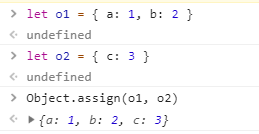 > let o1 = { a: 1, b: 2 }
<· undefined
> let o2 = { c: 3 }
<· undefined
> Object.assign(o1, o2)
<· ▶{a: 1, b: 2, c: 3}